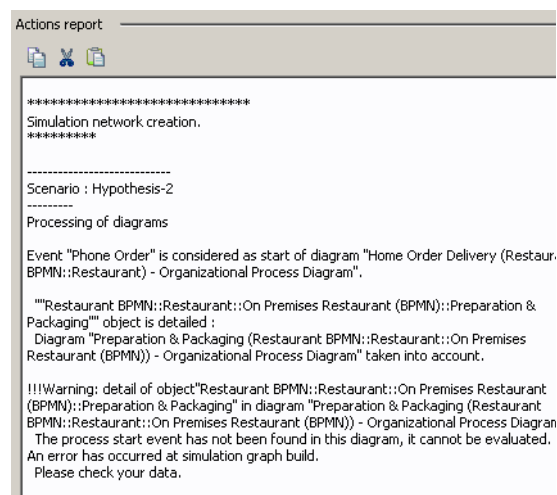 Actions report
******************************
Simulation network creation.
*********
----------------------------
Scenario : Hypothesis-2
---------
Processing of diagrams
Event "Phone Order" is considered as start of diagram "Home Order Delivery (Restaur
BPMN::Restaurant) - Organizational Process Diagram".
""Restaurant BPMN::Restaurant::On Premises Restaurant (BPMN)::Preparation &
Packaging"" object is detailed :
Diagram "Preparation & Packaging (Restaurant BPMN::Restaurant::On Premises
Restaurant (BPMN)) - Organizational Process Diagram" taken into account.
!!!Warning: detail of object"Restaurant BPMN::Restaurant::On Premises Restaurant
(BPMN)::Preparation & Packaging" in diagram "Preparation & Packaging (Restaurant
BPMN::Restaurant::On Premises Restaurant (BPMN)) - Organizational Process Diagram
The process start event has not been found in this diagram, it cannot be evaluated.
An error has occurred at simulation graph build.
Please check your data.